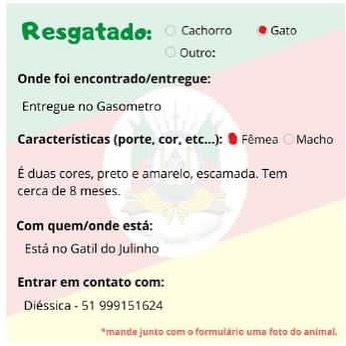 Resgatado: Cachorro Gato
Outro:
Onde foi encontrado/entregue:
Entregue no Gasometro
Características (porte, cor, etc...): Fêmea Macho
É duas cores, preto e amarelo, escamada. Tem
cerca de 8 meses.
Com quem/onde está:
Está no Gatil do Julinho
Entrar em contato com:
Diéssica - 51 999151624
*mande junto com o formulário uma foto do animal.